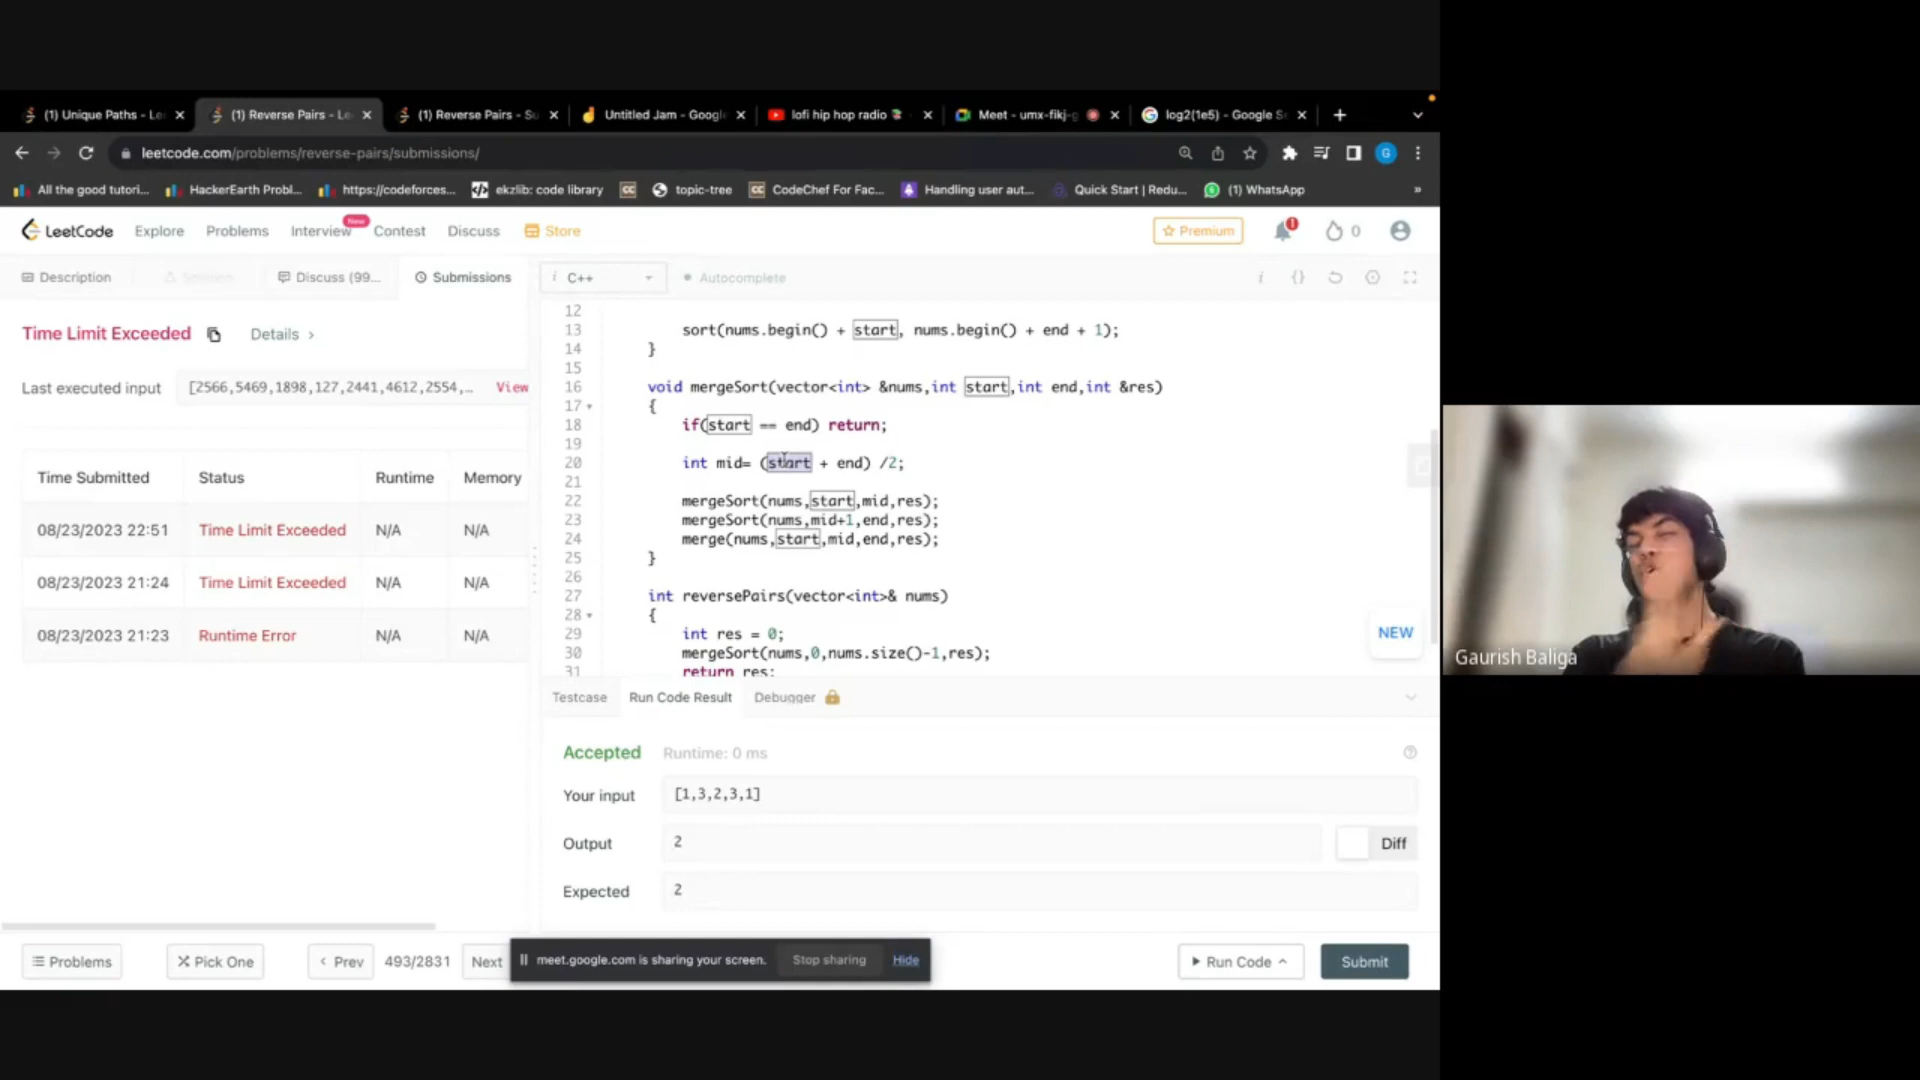 (1) Unique Paths - Le
(1) Reverse Pairs - Le
(1) Reverse Pairs - Su
Untitled Jam - Google
lofi hip hop radio
Meet - umx-fikj-g
log2(1e5) - Google Se
leetcode.com/problems/reverse-pairs/submissions/
All the good tutori...
HackerEarth Probl...
https://codeforces...
ekzlib: code library
CC
topic-tree
CC
CodeChef For Fac...
Handling user aut...
Quick Start | Redu...
(1) WhatsApp
»
LeetCode
Explore
Problems
Interview
New
Contest
Discuss
Store
Premium
1
0
Description
Discuss (99...
Submissions
i C++
Autocomplete
Time Limit Exceeded
Details >
Last executed input
[2566,5469,1898,127,2441,4612,2554,...
View
Time Submitted Status Runtime Memory
08/23/2023 22:51 Time Limit Exceeded N/A N/A
08/23/2023 21:24 Time Limit Exceeded N/A N/A
08/23/2023 21:23 Runtime Error N/A N/A
12
13 sort(nums.begin() + start, nums.begin() + end + 1);
14 }
15
16 void mergeSort(vector<int> &nums,int start,int end,int &res)
17 {
18 if(start == end) return;
19
20 int mid= (start + end) /2;
21
22 mergeSort(nums,start,mid,res);
23 mergeSort(nums,mid+1,end,res);
24 merge(nums,start,mid,end,res);
25 }
26
27 int reversePairs(vector<int>& nums)
28 {
29 int res = 0;
30 mergeSort(nums,0,nums.size()-1,res);
31 return res;
NEW
Testcase
Run Code Result
Debugger
Accepted Runtime: 0 ms
Your input [1,3,2,3,1]
Output 2
Diff
Expected 2
Problems
Pick One
< Prev
493/2831
Next
meet.google.com is sharing your screen.
Stop sharing
Hide
Run Code
Submit
Gaurish Baliga